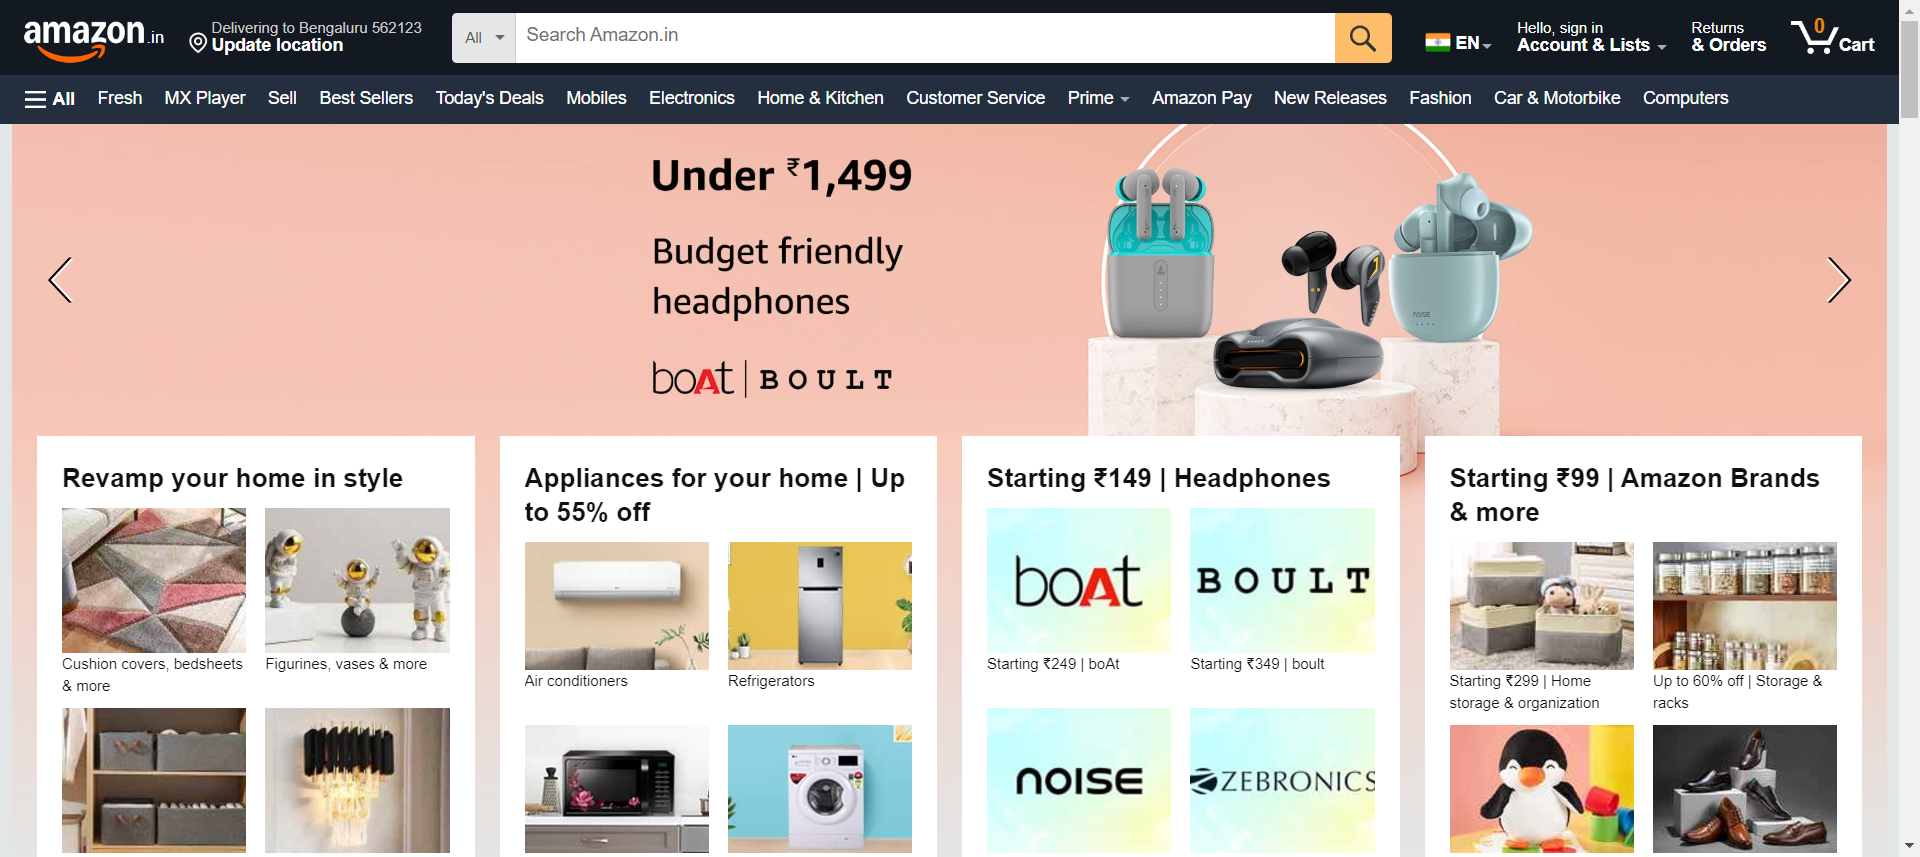 amazon.in
Delivering to Bengaluru 562123
Update location
All
Search Amazon.in
EN
Hello, sign in
Account & Lists
Returns
& Orders
0
Cart
All
Fresh
MX Player
Sell
Best Sellers
Today's Deals
Mobiles
Electronics
Home & Kitchen
Customer Service
Prime
Amazon Pay
New Releases
Fashion
Car & Motorbike
Computers
Under ₹1,499
Budget friendly
headphones
boAt | BOULT
noise
Revamp your home in style
Cushion covers, bedsheets
& more
Figurines, vases & more
Appliances for your home | Up
to 55% off
Air conditioners
Refrigerators
Starting ₹149 | Headphones
boAt
BOULT
Starting ₹249 | boAt
Starting ₹349 | boult
noise
ZEBRONICS
Starting ₹99 | Amazon Brands
& more
Starting ₹299 | Home
storage & organization
Up to 60% off | Storage &
racks